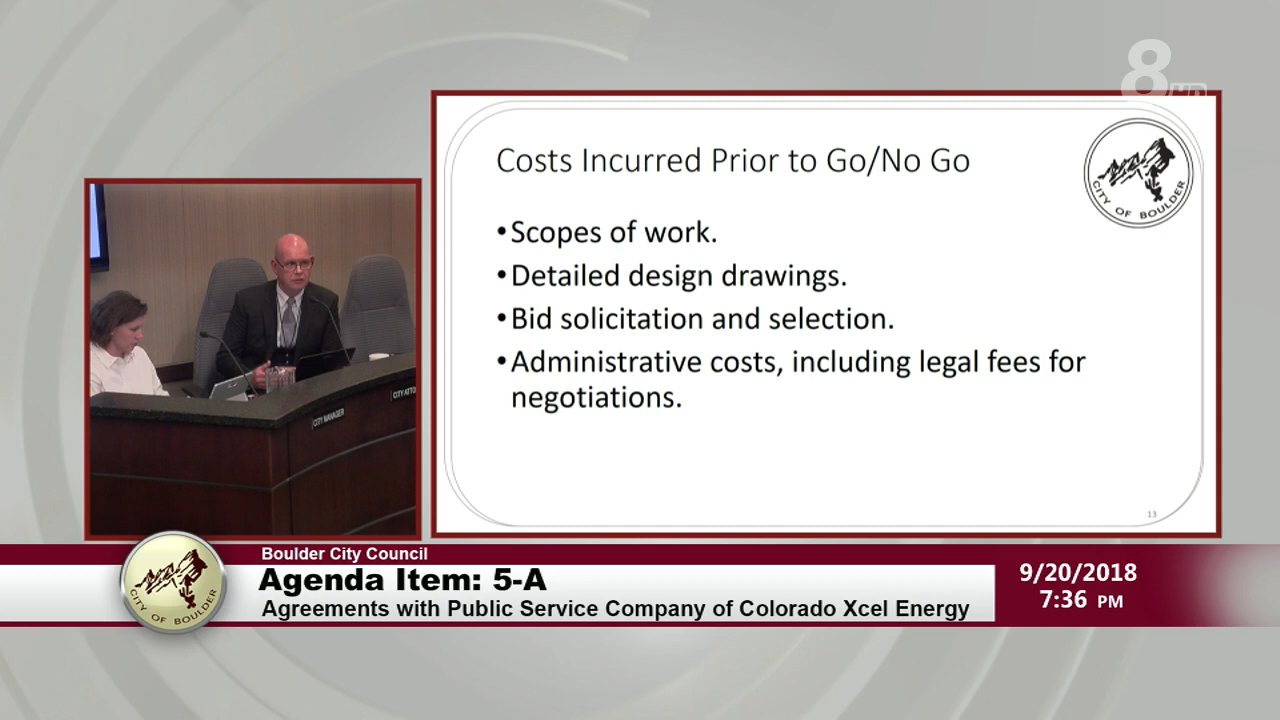 8
HD
Costs Incurred Prior to Go/No Go
CITY OF BOULDER
• Scopes of work.
• Detailed design drawings.
• Bid solicitation and selection.
• Administrative costs, including legal fees for
negotiations.
13
CITY MANAGER
CITY ATTO
Boulder City Council
Agenda Item: 5-A
Agreements with Public Service Company of Colorado Xcel Energy
CITY OF BOULDER
9/20/2018
7:36 PM